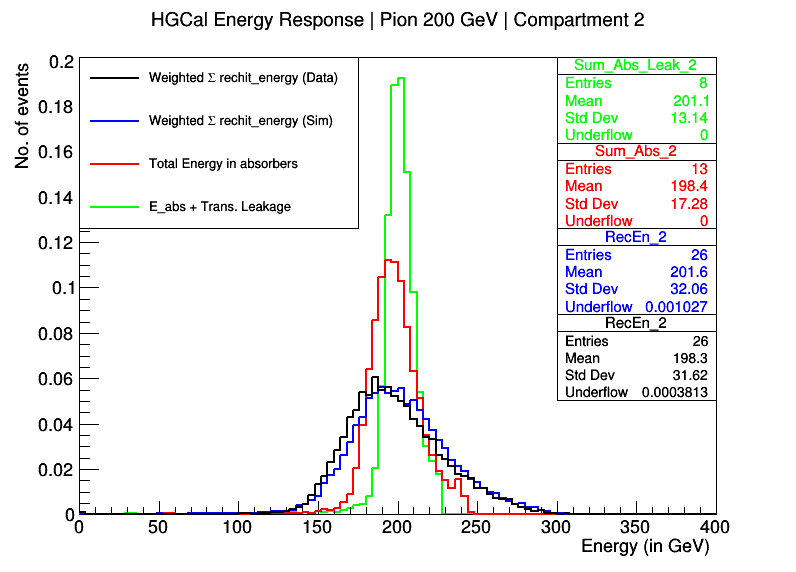 HGCal Energy Response | Pion 200 GeV | Compartment 2
No. of events
0.2
0.18
0.16
0.14
0.12
0.1
0.08
0.06
0.04
0.02
0
Weighted Σ rechit_energy (Data)
Weighted Σ rechit_energy (Sim)
Total Energy in absorbers
E_abs + Trans. Leakage
Sum_Abs_Leak_2
Entries 8
Mean 201.1
Std Dev 13.14
Underflow 0
Sum_Abs_2
Entries 13
Mean 198.4
Std Dev 17.28
Underflow 0
RecEn_2
Entries 26
Mean 201.6
Std Dev 32.06
Underflow 0.001027
RecEn_2
Entries 26
Mean 198.3
Std Dev 31.62
Underflow 0.0003813
0 50 100 150 200 250 300 350 400
Energy (in GeV)